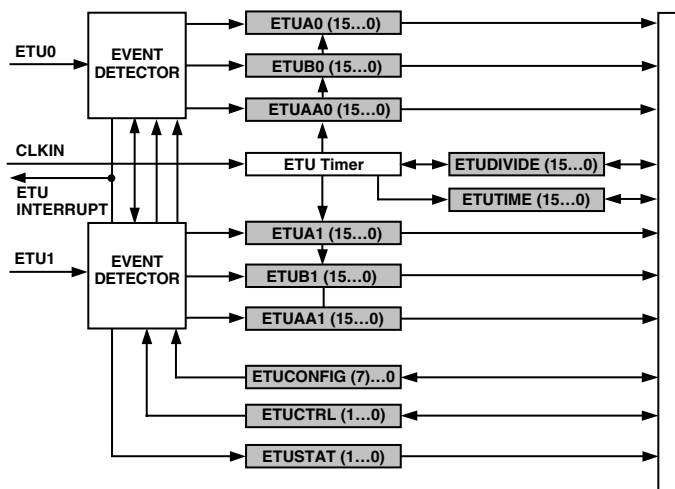 ETUA0 (15...0)
ETU0
EVENT
DETECTOR
ETUB0 (15...0)
ETUAA0 (15...0)
CLKIN
ETU Timer
ETUDIVIDE (15...0)
ETU
INTERRUPT
ETUTIME (15...0)
ETUA1 (15...0)
ETU1
EVENT
DETECTOR
ETUB1 (15...0)
ETUAA1 (15...0)
ETUCONFIG (7)...0
ETUCTRL (1...0)
ETUSTAT (1...0)